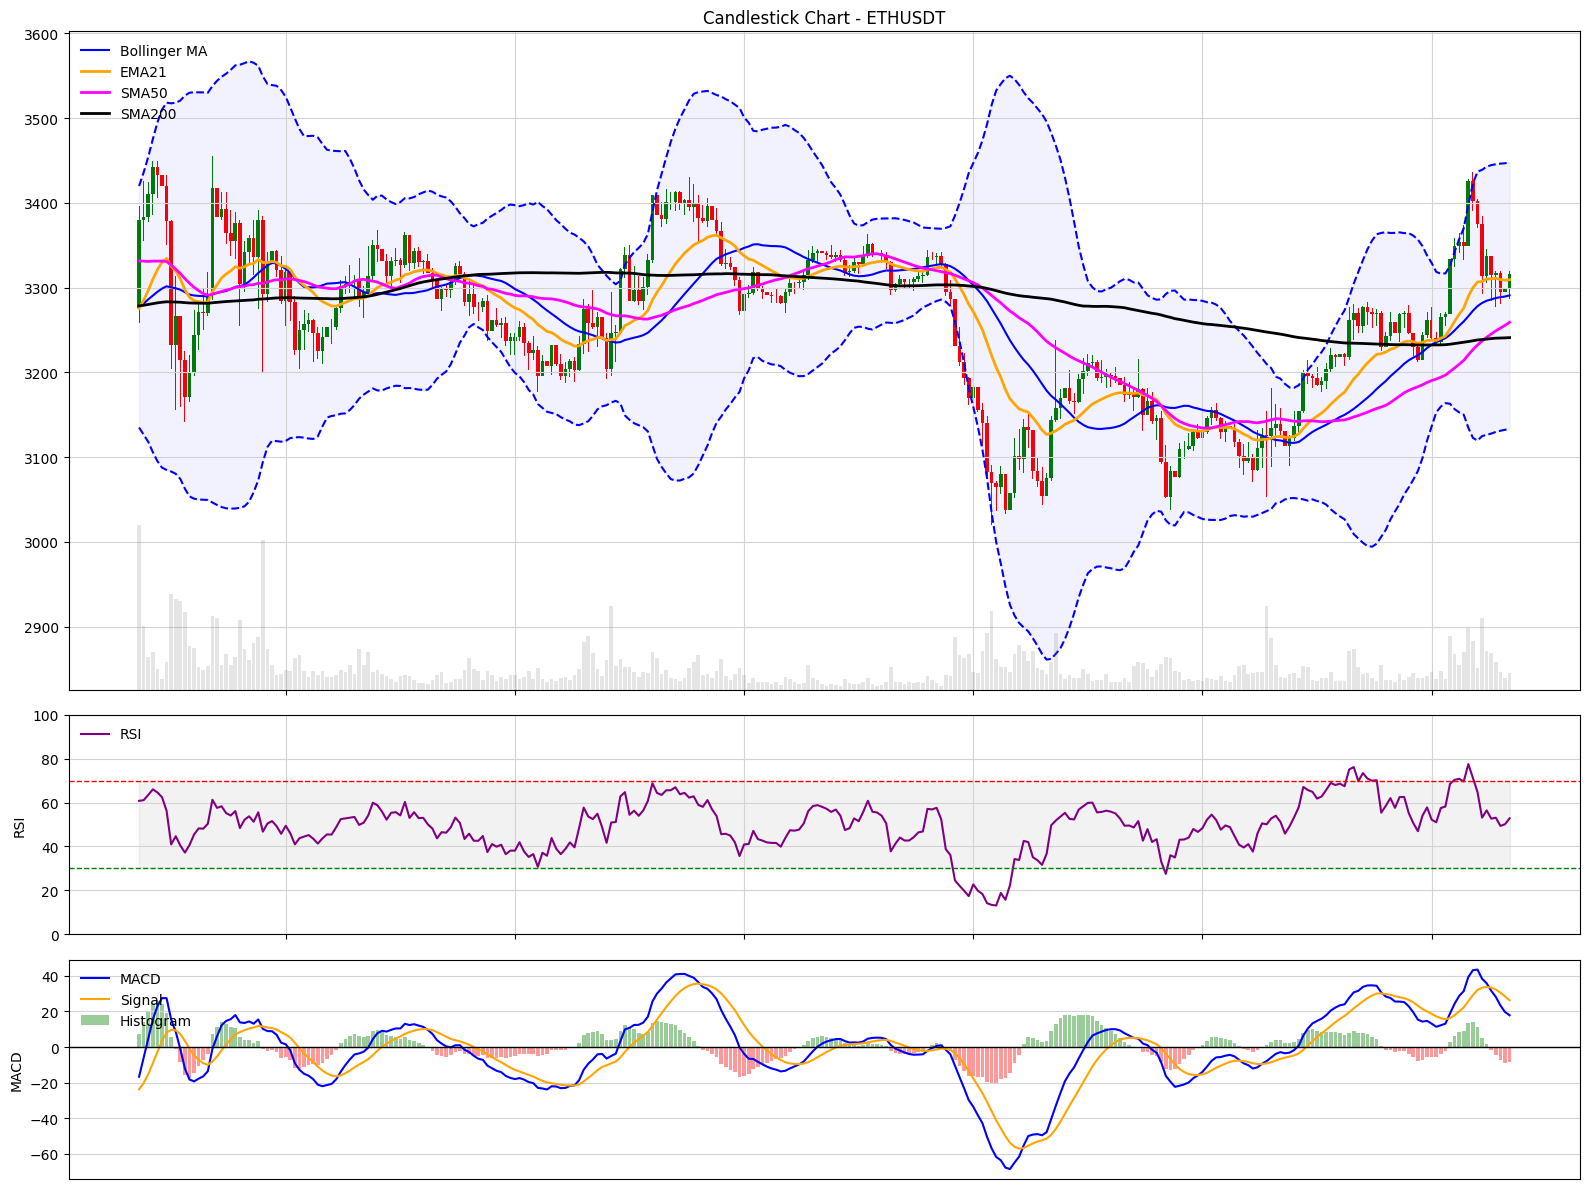 Candlestick Chart - ETHUSDT
3600
3500
3400
3300
3200
3100
3000
2900
Bollinger MA
EMA21
SMA50
SMA200
100
80
60
40
20
0
RSI
RSI
40
20
0
−20
−40
−60
MACD
MACD
Signal
Histogram